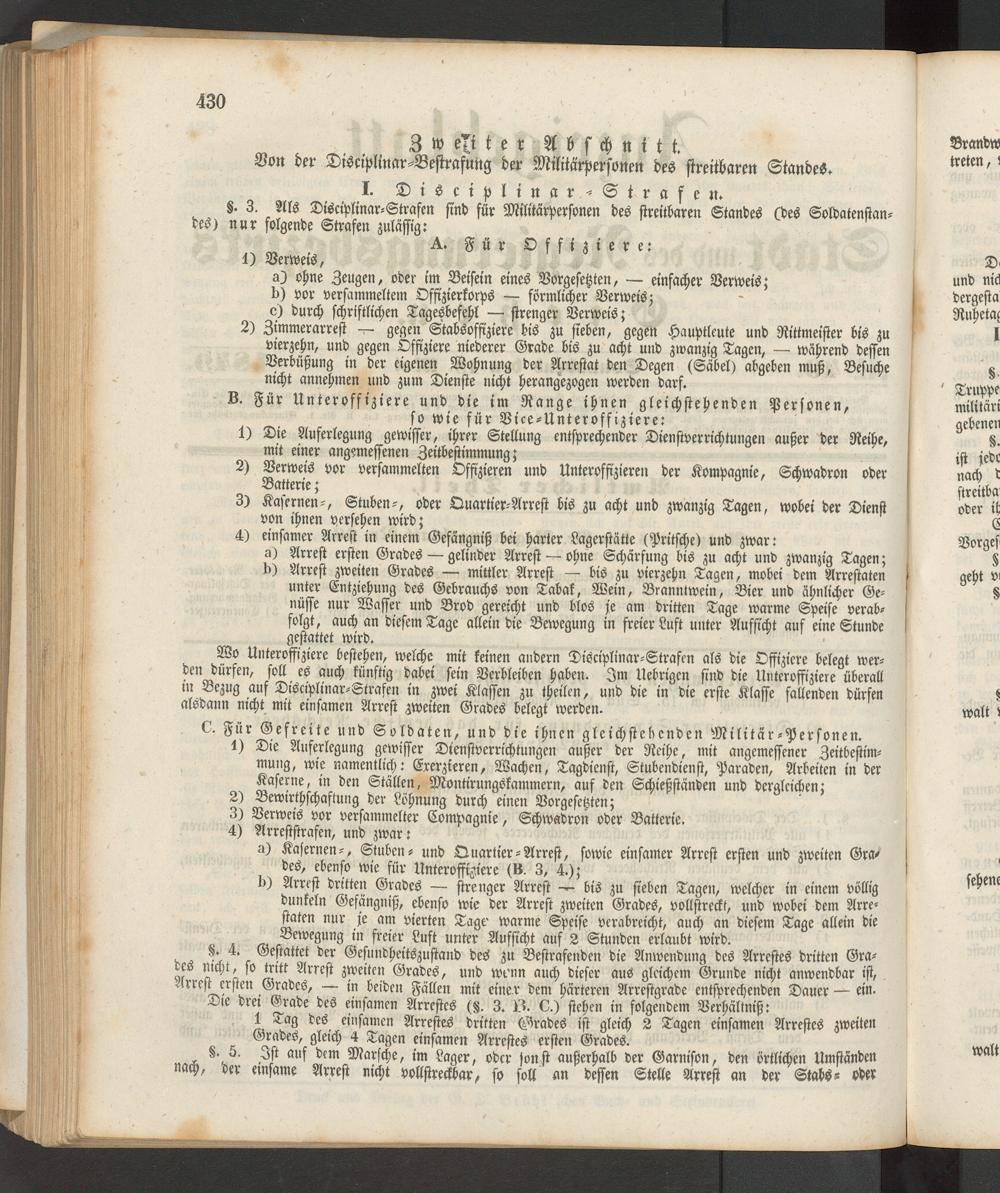 430
Zweiter Abschnitt.
Von der Disciplinar-Bestrafung der Militärpersonen des streitbaren Standes.
I. Disciplinar-Strafen.
§. 3. Als Disciplinar-Strafen sind für Militärpersonen des streitbaren Standes (des Soldatenstan-
des) nur folgende Strafen zulässig:
A. Für Offiziere:
1) Verweis,
a) ohne Zeugen, oder im Beisein eines Vorgesetzten, — einfacher Verweis;
b) vor versammeltem Offizierkorps — förmlicher Verweis;
c) durch schriftlichen Tagesbefehl — strenger Verweis;
2) Zimmerarrest — gegen Stabsoffiziere bis zu sieben, gegen Hauptleute und Rittmeister bis zu
vierzehn, und gegen Offiziere niederer Grade bis zu acht und zwanzig Tagen, — während dessen
Verbüßung in der eigenen Wohnung der Arrestat den Degen (Säbel) abgeben muß, Besuche
nicht annehmen und zum Dienste nicht herangezogen werden darf.
B. Für Unteroffiziere und die im Range ihnen gleichstehenden Personen,
so wie für Vice-Unteroffiziere:
1) Die Auferlegung gewisser, ihrer Stellung entsprechender Dienstverrichtungen außer der Reihe,
mit einer angemessenen Zeitbestimmung;
2) Verweis vor versammelten Offizieren und Unteroffizieren der Kompagnie, Schwadron oder
Batterie;
3) Kasernen-, Stuben-, oder Quartier-Arrest bis zu acht und zwanzig Tagen, wobei der Dienst
von ihnen versehen wird;
4) einsamer Arrest in einem Gefängniß bei harter Lagerstätte (Pritsche) und zwar:
a) Arrest ersten Grades — gelinder Arrest — ohne Schärfung bis zu acht und zwanzig Tagen;
b) Arrest zweiten Grades — mittler Arrest — bis zu vierzehn Tagen, mobei dem Arrestaten
unter Entziehung des Gebrauchs von Tabak, Wein, Branntwein, Bier und ähnlicher Ge-
nüsse nur Wasser und Brod gereicht und blos je am dritten Tage warme Speise verab-
folgt, auch an diesem Tage allein die Bewegung in freier Luft unter Aufsicht auf eine Stunde
gestattet wird.
Wo Unteroffiziere bestehen, welche mit keinen andern Disciplinar-Strafen als die Offiziere belegt wer-
den dürfen, soll es auch künftig dabei sein Verbleiben haben. Im Uebrigen sind die Unteroffiziere überall
in Bezug auf Disciplinar-Strafen in zwei Klassen zu theilen, und die in die erste Klasse fallenden dürfen
alsdann nicht mit einsamen Arrest zweiten Grades belegt werden.
C. Für Gefreite und Soldaten, und die ihnen gleichstehenden Militär-Personen.
1) Die Auferlegung gewisser Dienstverrichtungen außer der Reihe, mit angemessener Zeitbestim-
mung, wie namentlich: Exerzieren, Wachen, Tagdienst, Stubendienst, Paraden, Arbeiten in der
Kaserne, in den Ställen, Montirungskammern, auf den Schießständen und dergleichen;
2) Bewirthschaftung der Löhnung durch einen Vorgesetzten;
3) Verweis vor versammelter Compagnie, Schwadron oder Batterie.
4) Arreststrafen, und zwar:
a) Kasernen-, Stuben- und Quartier-Arrest, sowie einsamer Arrest ersten und zweiten Gra-
des, ebenso wie für Unteroffiziere (B. 3, 4.);
b) Arrest dritten Grades — strenger Arrest — bis zu sieben Tagen, welcher in einem völlig
dunkeln Gefängniß, ebenso wie der Arrest zweiten Grades, vollstreckt, und wobei dem Arre-
staten nur je am vierten Tage warme Speise verabreicht, auch an diesem Tage allein die
Bewegung in freier Luft unter Aufsicht auf 2 Stunden erlaubt wird.
§. 4. Gestattet der Gesundheitszustand des zu Bestrafenden die Anwendung des Arrestes dritten Gra-
des nicht, so tritt Arrest zweiten Grades, und wenn auch dieser aus gleichem Grunde nicht anwendbar ist,
Arrest ersten Grades, — in beiden Fällen mit einer dem härteren Arrestgrade entsprechenden Dauer — ein.
Die drei Grade des einsamen Arrestes (§. 3. B. C.) stehen in folgendem Verhältniß:
1 Tag des einsamen Arrestes dritten Grades ist gleich 2 Tagen einsamen Arrestes zweiten
Grades, gleich 4 Tagen einsamen Arrestes ersten Grades.
§. 5. Ist auf dem Marsche, im Lager, oder sonst außerhalb der Garnison, den örtlichen Umständen
nach, der einsame Arrest nicht vollstreckbar, so soll an dessen Stelle Arrest an der Stabs- oder